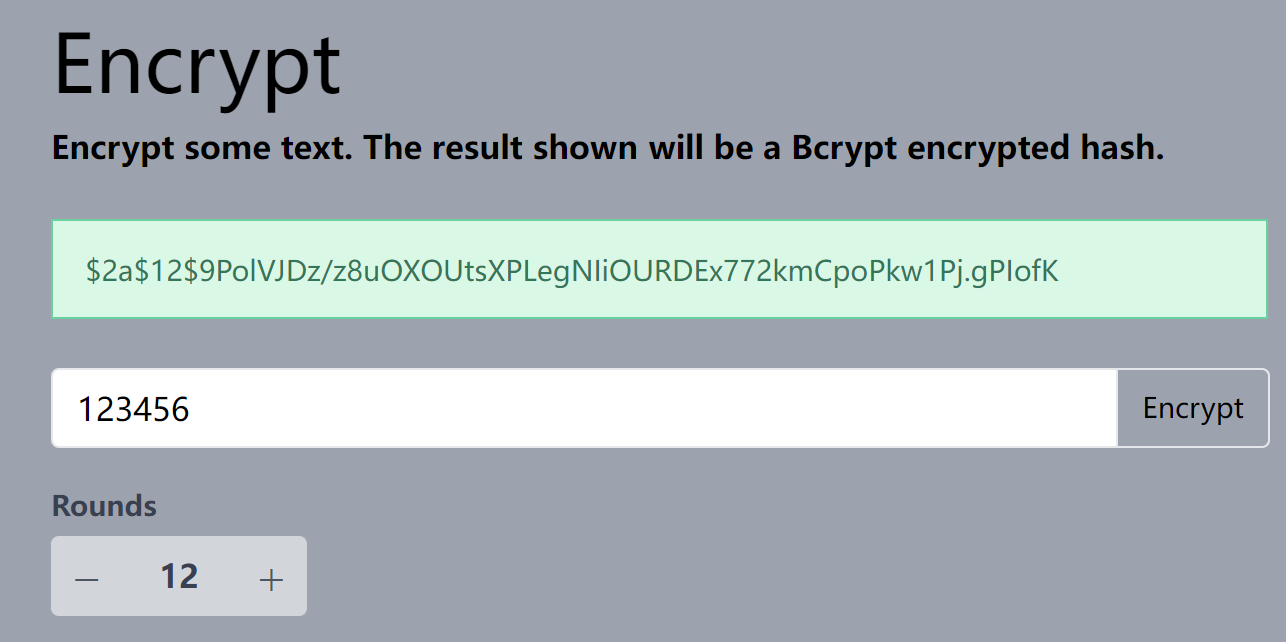 Encrypt
Encrypt some text. The result shown will be a Bcrypt encrypted hash.
$2a$12$9PolVJDz/z8uOXOUtsXPLegNIiOURDEx772kmCpoPkw1Pj.gPIofK
123456
Encrypt
Rounds
− 12 +